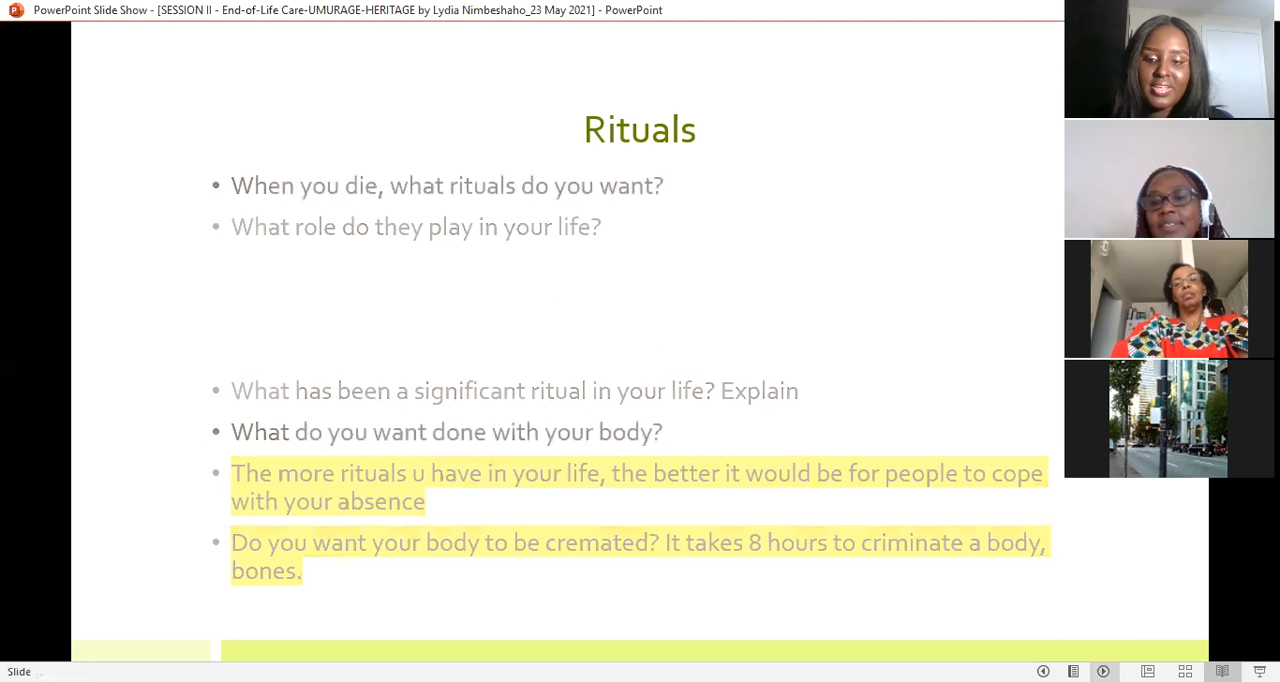 PowerPoint Slide Show - [SESSION II - End-of-Life Care-UMURAGE-HERITAGE by Lydia Nimbeshaho_23 May 2021] - PowerPoint
Rituals
• When you die, what rituals do you want?
• What role do they play in your life?
• What has been a significant ritual in your life? Explain
• What do you want done with your body?
• The more rituals u have in your life, the better it would be for people to cope
with your absence
• Do you want your body to be cremated? It takes 8 hours to criminate a body,
bones.
Slide